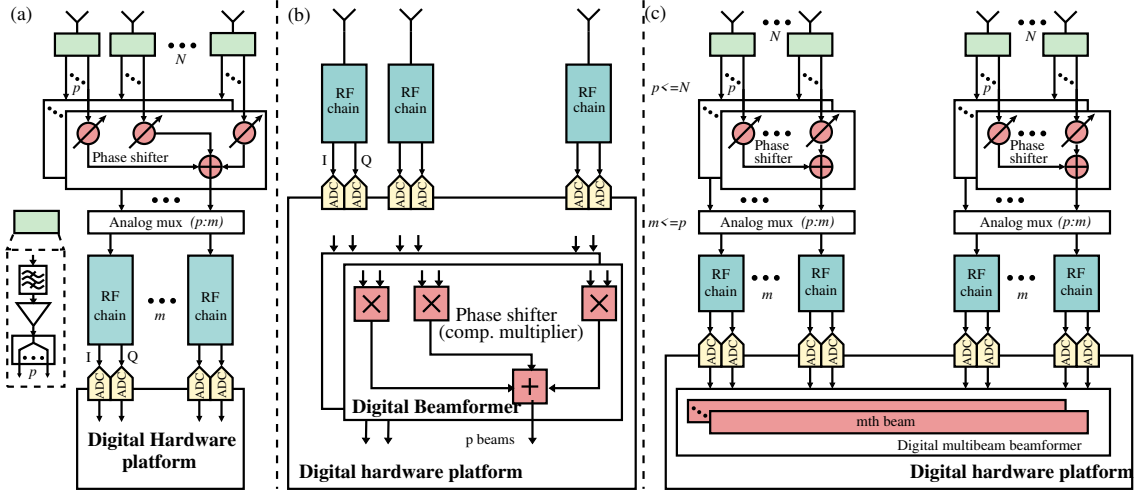 (a)
N
p
Phase shifter
Analog mux (p:m)
RF
chain
RF
chain
m
I
Q
ADC
ADC
ADC
ADC
p
Digital Hardware
platform
(b)
RF
chain
RF
chain
RF
chain
I
Q
ADC
ADC
ADC
ADC
ADC
ADC
Phase shifter
(comp. multiplier)
Digital Beamformer
p beams
Digital hardware platform
(c)
N
N
p<=N
p
p
Phase
shifter
Phase
shifter
m<=p
Analog mux (p:m)
Analog mux (p:m)
RF
chain
RF
chain
RF
chain
RF
chain
m
m
ADC
ADC
ADC
ADC
ADC
ADC
ADC
ADC
mth beam
Digital multibeam beamformer
Digital hardware platform